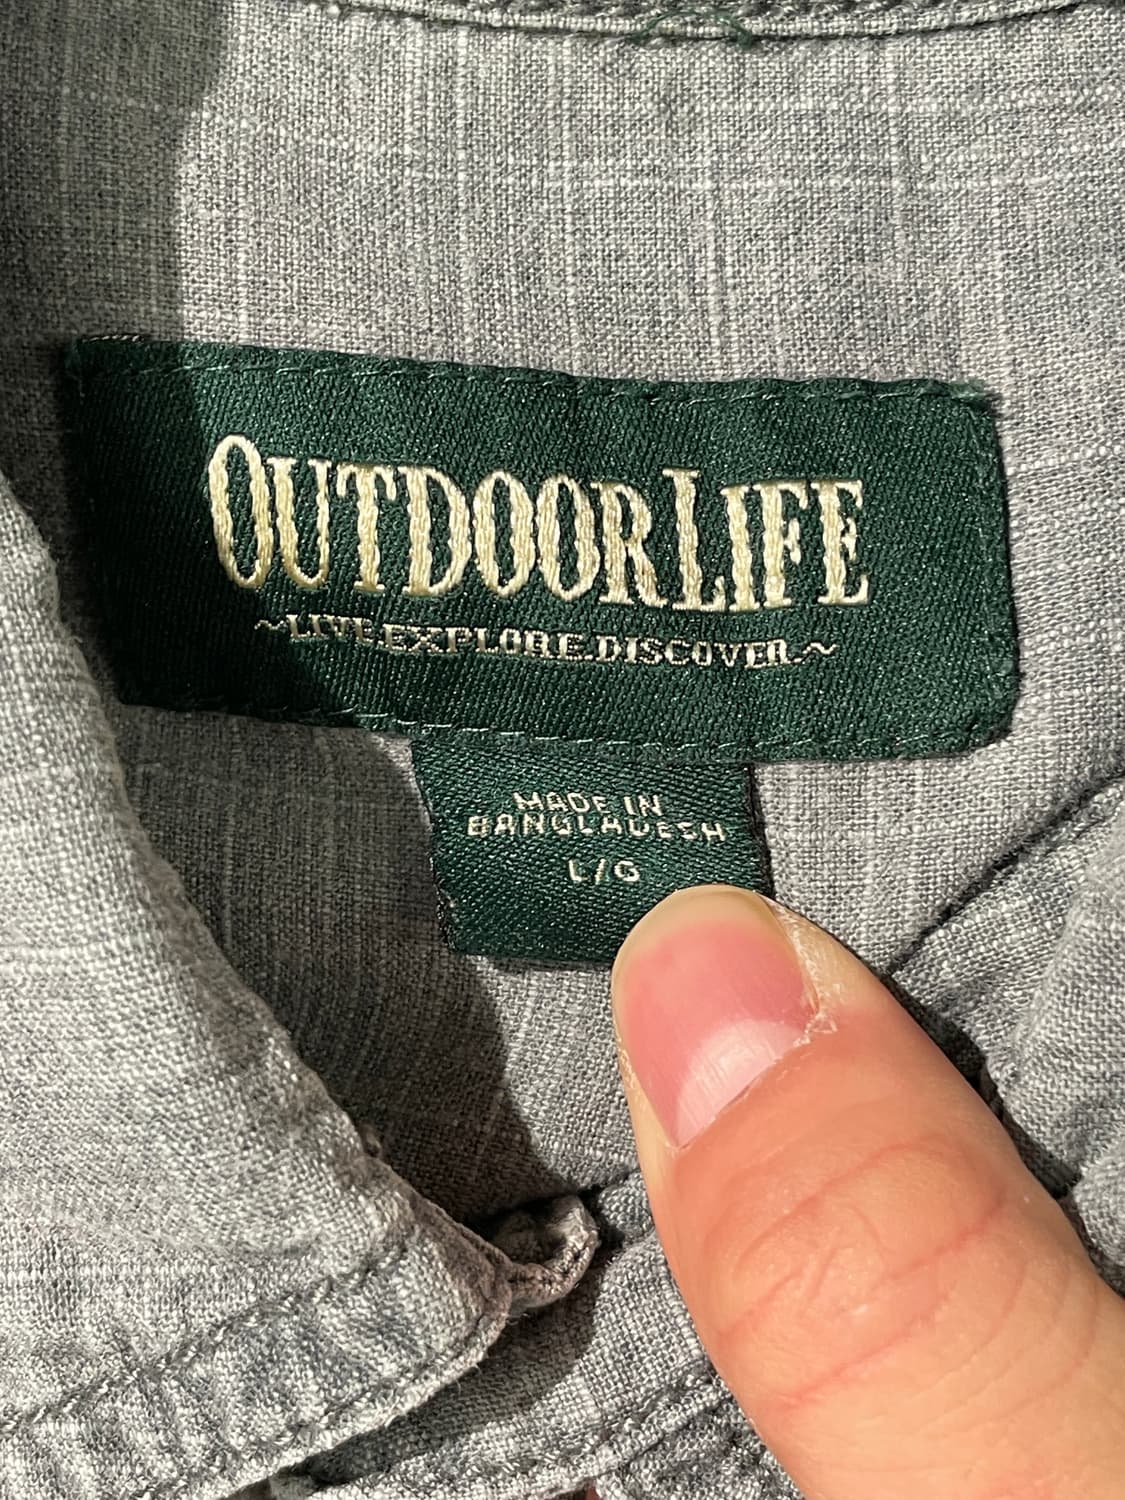 OUTDOORLIFE
~LIVE.EXPLORE.DISCOVER.~
MADE IN
BANGLADESH
L/G